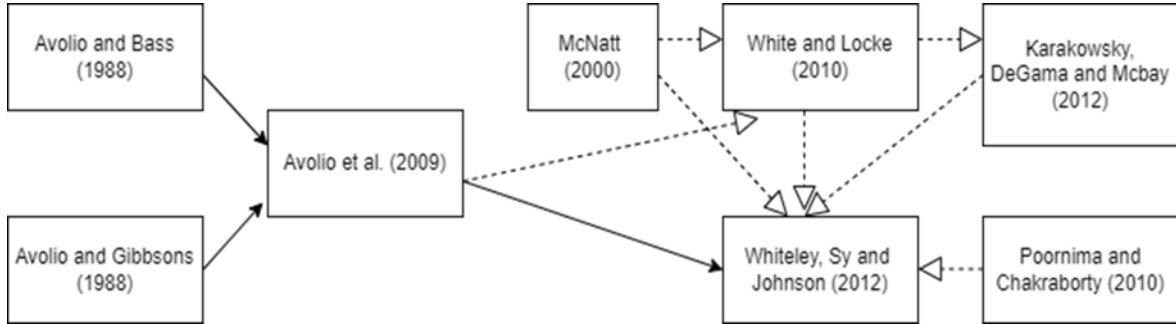 Avolio and Bass
(1988)
McNatt
(2000)
White and Locke
(2010)
Karakowsky,
DeGama and Mcbay
(2012)
Avolio et al. (2009)
Avolio and Gibbsons
(1988)
Whiteley, Sy and
Johnson (2012)
Poornima and
Chakraborty (2010)